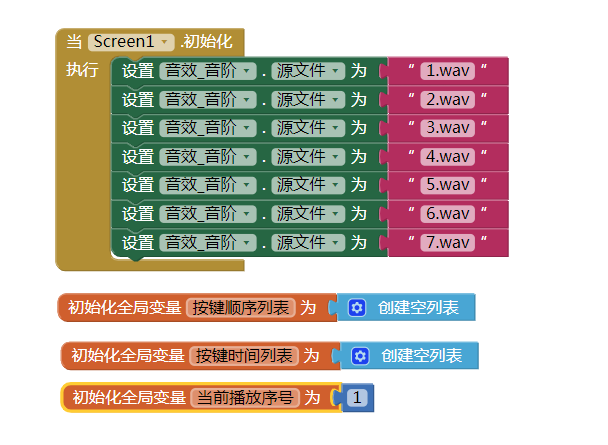 当 Screen1 .初始化
执行 设置 音效_音阶 . 源文件 为 “ 1.wav “
设置 音效_音阶 . 源文件 为 “ 2.wav “
设置 音效_音阶 . 源文件 为 “ 3.wav “
设置 音效_音阶 . 源文件 为 “ 4.wav “
设置 音效_音阶 . 源文件 为 “ 5.wav “
设置 音效_音阶 . 源文件 为 “ 6.wav “
设置 音效_音阶 . 源文件 为 “ 7.wav “
初始化全局变量 按键顺序列表 为 创建空列表
初始化全局变量 按键时间列表 为 创建空列表
初始化全局变量 当前播放序号 为 1